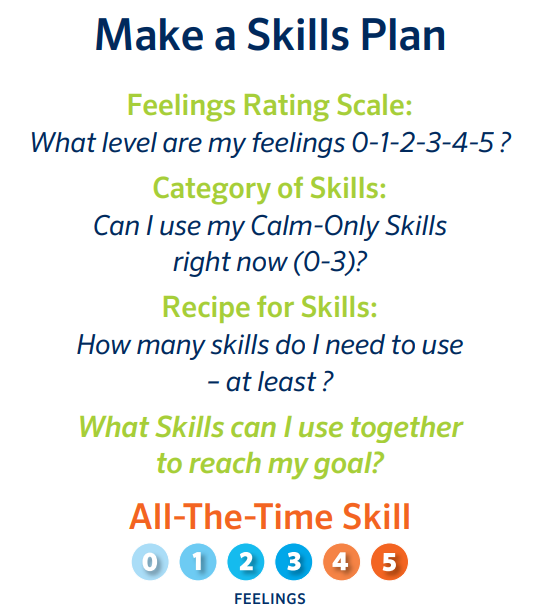 Make a Skills Plan
Feelings Rating Scale:
What level are my feelings 0-1-2-3-4-5 ?
Category of Skills:
Can I use my Calm-Only Skills
right now (0-3)?
Recipe for Skills:
How many skills do I need to use
– at least ?
What Skills can I use together
to reach my goal?
All-The-Time Skill
0 1 2 3 4 5
FEELINGS